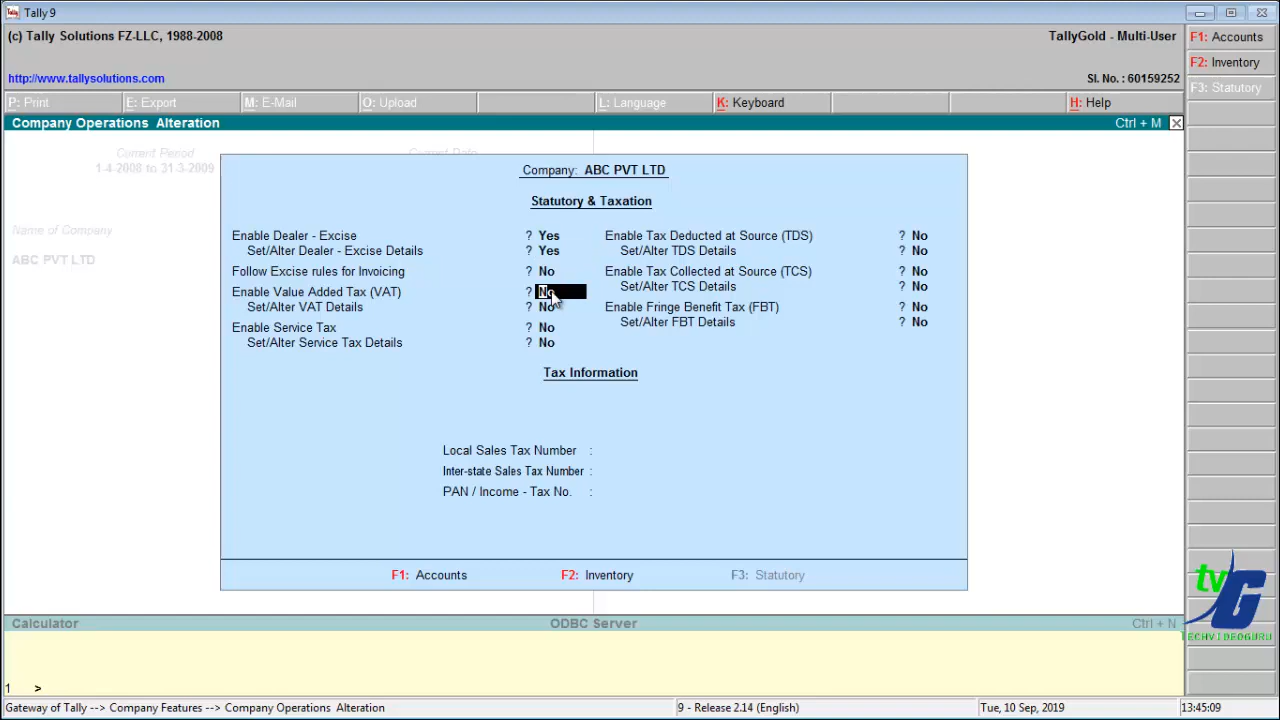 Tally 9
(c) Tally Solutions FZ-LLC, 1988-2008
TallyGold - Multi-User
http://www.tallysolutions.com
Sl. No. : 60159252
P: Print E: Export M: E-Mail O: Upload L: Language K: Keyboard H: Help
F1: Accounts
F2: Inventory
F3: Statutory
Company Operations Alteration
Ctrl + M
Current Period
Current Date
1-4-2008 to 31-3-2009
Name of Company
ABC PVT LTD
Company: ABC PVT LTD
Statutory & Taxation
Enable Dealer - Excise ? Yes
Set/Alter Dealer - Excise Details ? Yes
Follow Excise rules for Invoicing ? No
Enable Value Added Tax (VAT) ? No
Set/Alter VAT Details ? No
Enable Service Tax ? No
Set/Alter Service Tax Details ? No
Enable Tax Deducted at Source (TDS) ? No
Set/Alter TDS Details ? No
Enable Tax Collected at Source (TCS) ? No
Set/Alter TCS Details ? No
Enable Fringe Benefit Tax (FBT) ? No
Set/Alter FBT Details ? No
Tax Information
Local Sales Tax Number :
Inter-state Sales Tax Number :
PAN / Income - Tax No. :
F1: Accounts F2: Inventory F3: Statutory
tvG
TECHVIDEOGURU
Calculator
ODBC Server
Ctrl + N
1 >
Gateway of Tally --> Company Features --> Company Operations Alteration
9 - Release 2.14 (English)
Tue, 10 Sep, 2019
13:45:09